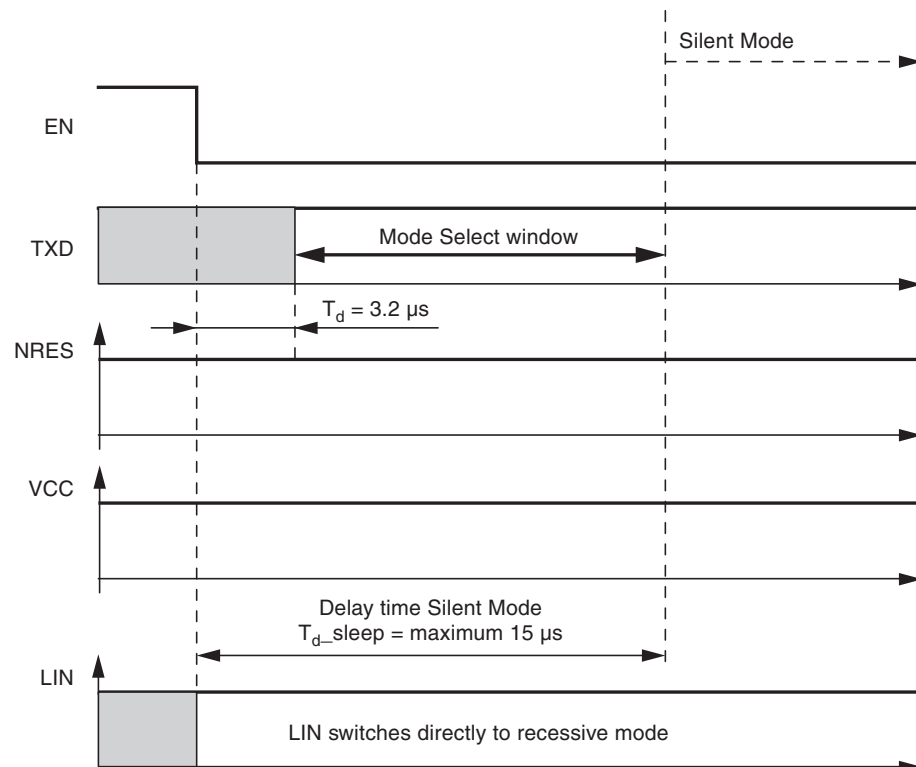 Silent Mode
EN
TXD
Mode Select window
T_d = 3.2 µs
NRES
VCC
Delay time Silent Mode
T_d_sleep = maximum 15 µs
LIN
LIN switches directly to recessive mode